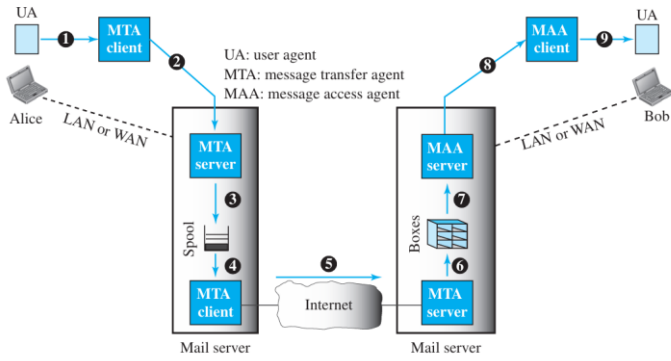 UA
1
MTA
client
2
UA: user agent
MTA: message transfer agent
MAA: message access agent
8
MAA
client
9
UA
Alice
LAN or WAN
MTA
server
3
Spool
4
MTA
client
Mail server
5
Internet
MAA
server
7
Boxes
6
MTA
server
Mail server
LAN or WAN
Bob